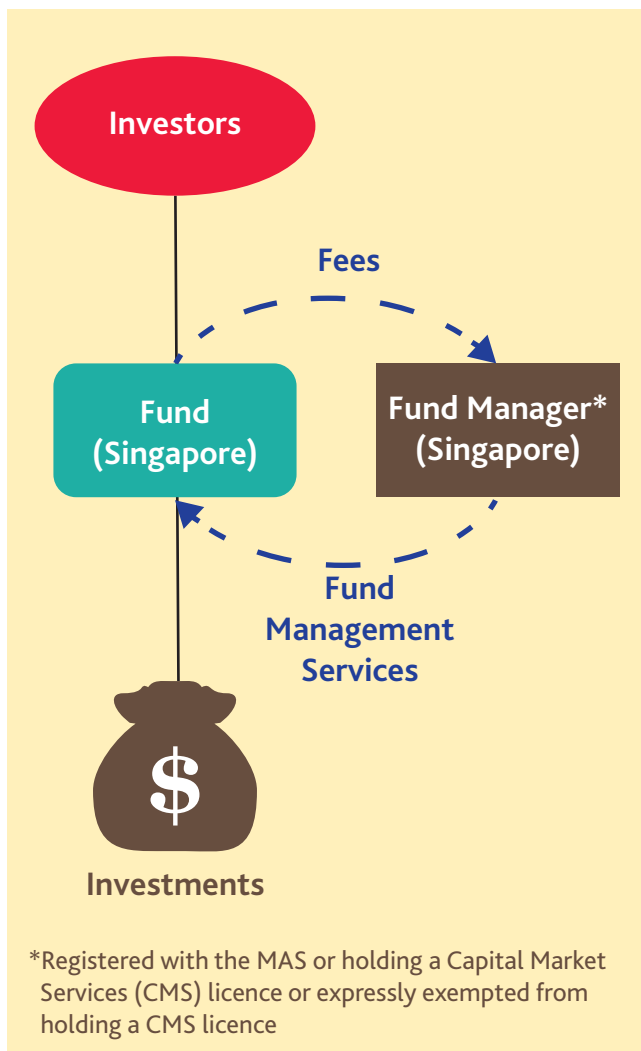 Investors
Fees
Fund
(Singapore)
Fund Manager*
(Singapore)
Fund
Management
Services
$
Investments
*Registered with the MAS or holding a Capital Market
Services (CMS) licence or expressly exempted from
holding a CMS licence